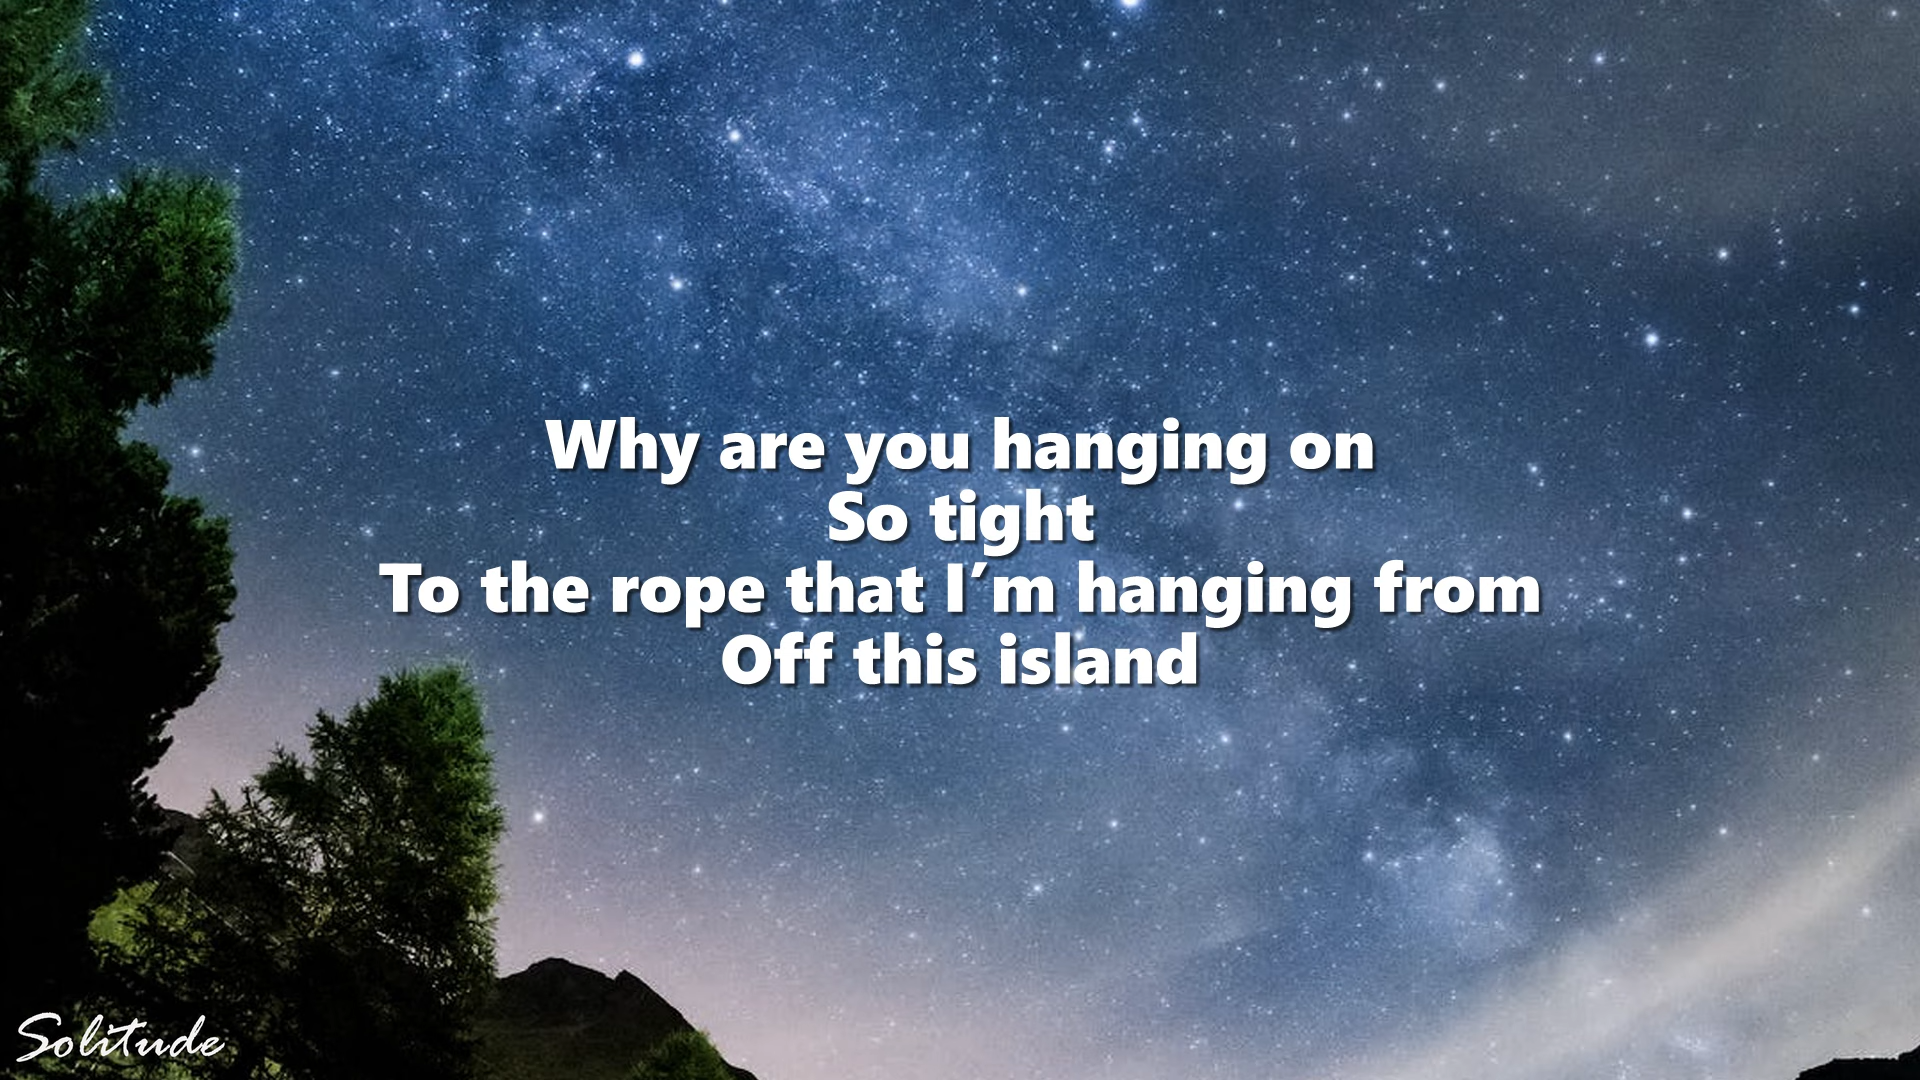 Why are you hanging on
So tight
To the rope that I’m hanging from
Off this island
Solitude